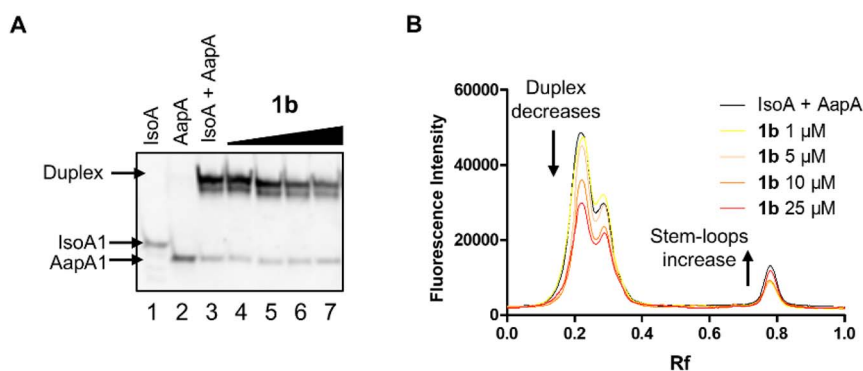 A
IsoA
AapA
IsoA + AapA
1b
Duplex
IsoA1
AapA1
1 2 3 4 5 6 7
B
Fluorescence Intensity
60000
40000
20000
0
0.0 0.2 0.4 0.6 0.8 1.0
Rf
Duplex
decreases
Stem-loops
increase
IsoA + AapA
1b 1 µM
1b 5 µM
1b 10 µM
1b 25 µM